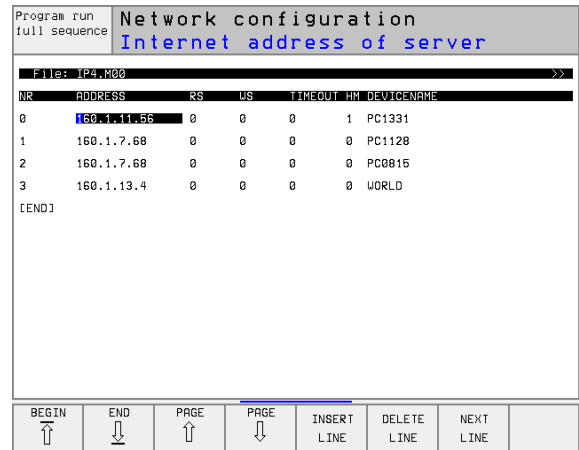 Program run
full sequence
Network configuration
Internet address of server
File: IP4.M00 >>
NR ADDRESS RS WS TIMEOUT HM DEVICENAME
0 160.1.11.56 0 0 0 1 PC1331
1 160.1.7.68 0 0 0 0 PC1128
2 160.1.7.68 0 0 0 0 PC0815
3 160.1.13.4 0 0 0 0 WORLD
[END]
BEGIN
END
PAGE
PAGE
INSERT
LINE
DELETE
LINE
NEXT
LINE